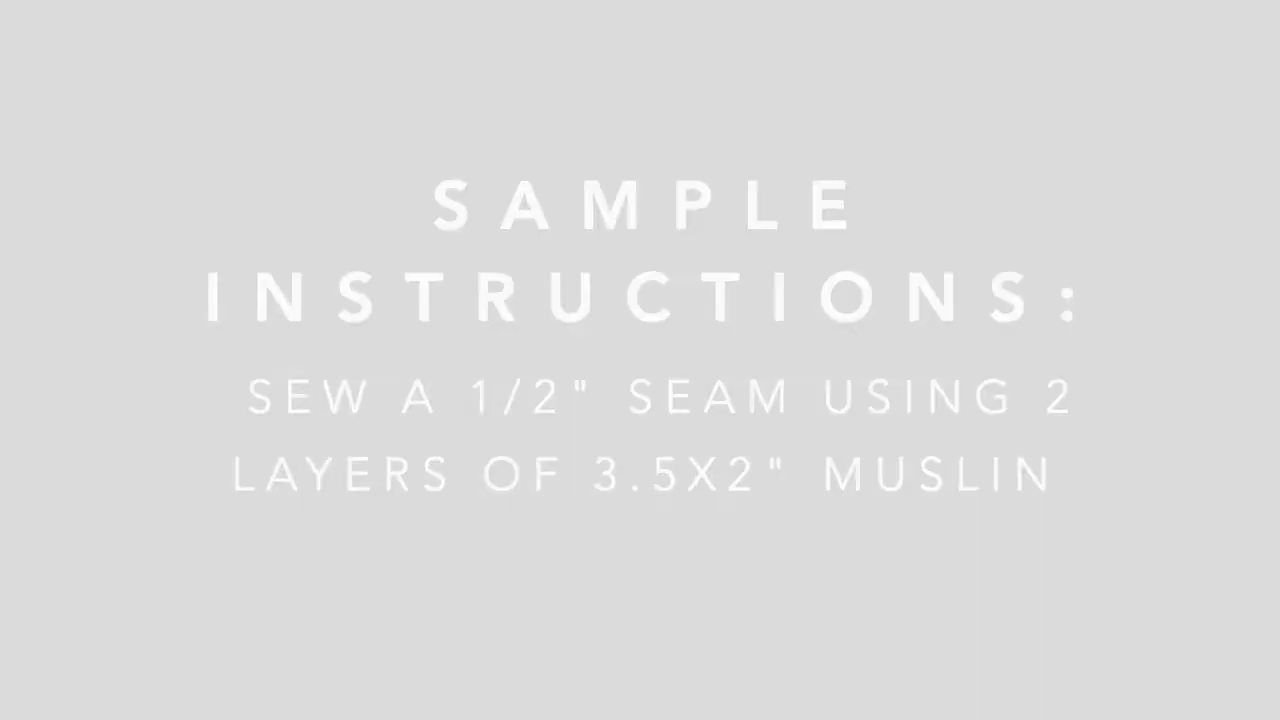 SAMPLE
INSTRUCTIONS:
SEW A 1/2" SEAM USING 2
LAYERS OF 3.5X2" MUSLIN